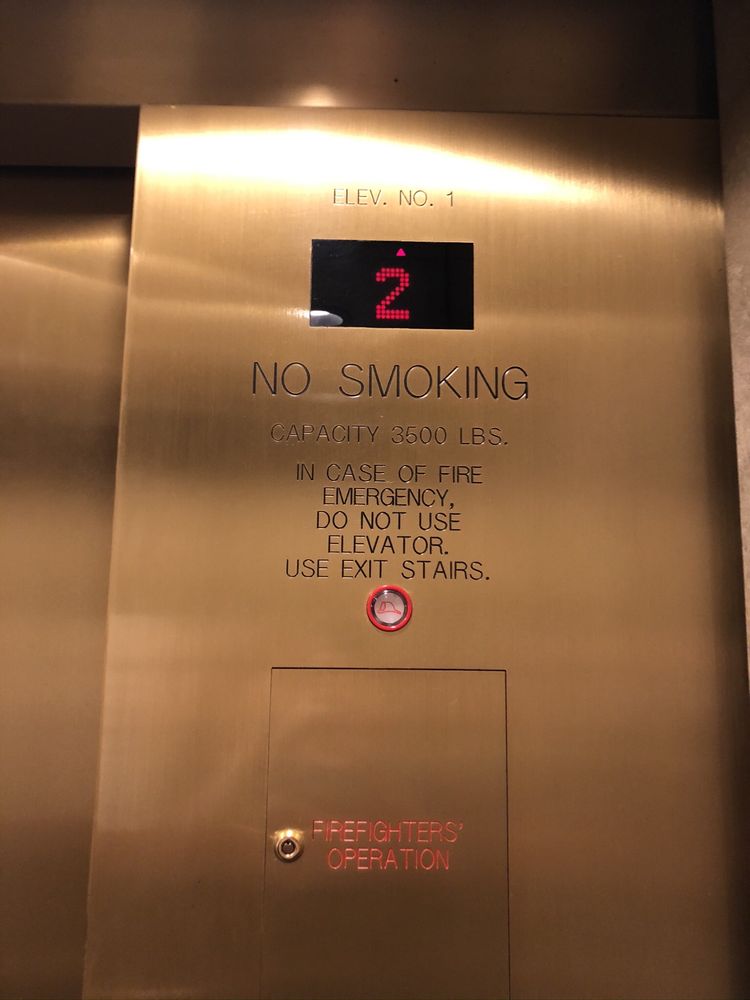 ELEV. NO. 1
2
NO SMOKING
CAPACITY 3500 LBS.
IN CASE OF FIRE
EMERGENCY,
DO NOT USE
ELEVATOR.
USE EXIT STAIRS.
FIREFIGHTERS'
OPERATION